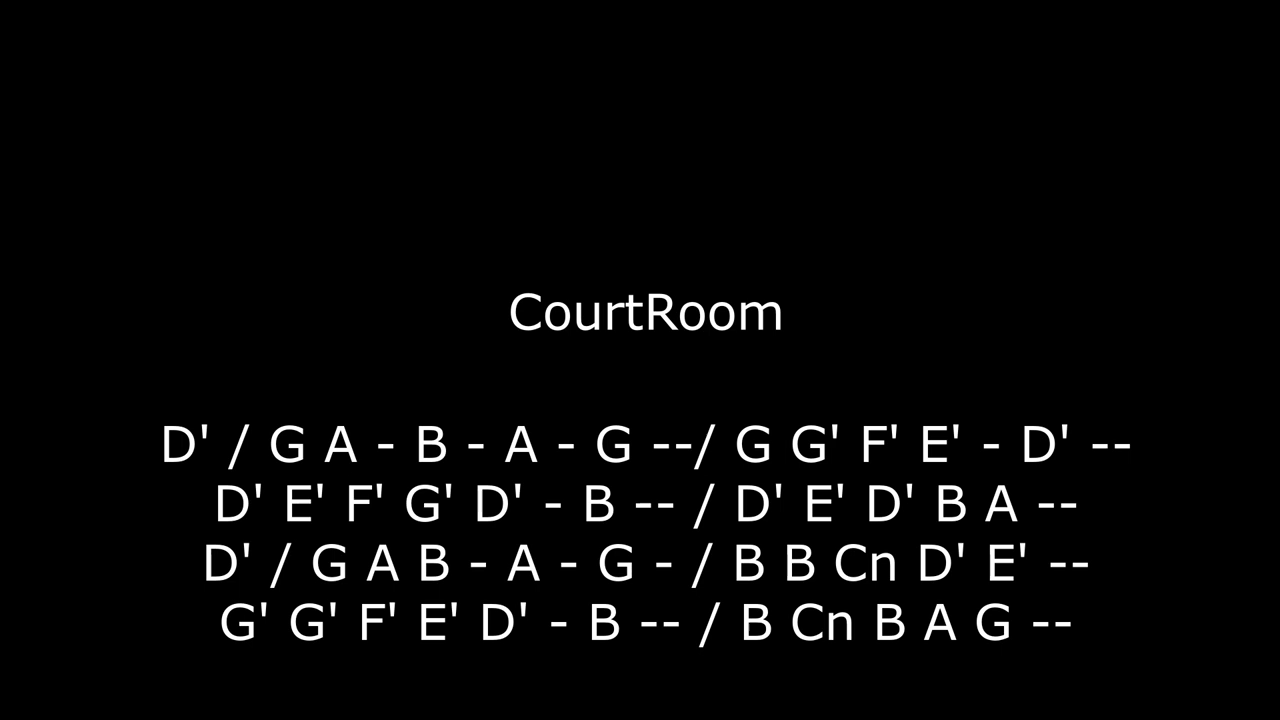 CourtRoom
D' / G A - B - A - G --/ G G' F' E' - D' --
D' E' F' G' D' - B -- / D' E' D' B A --
D' / G A B - A - G - / B B Cn D' E' --
G' G' F' E' D' - B -- / B Cn B A G --